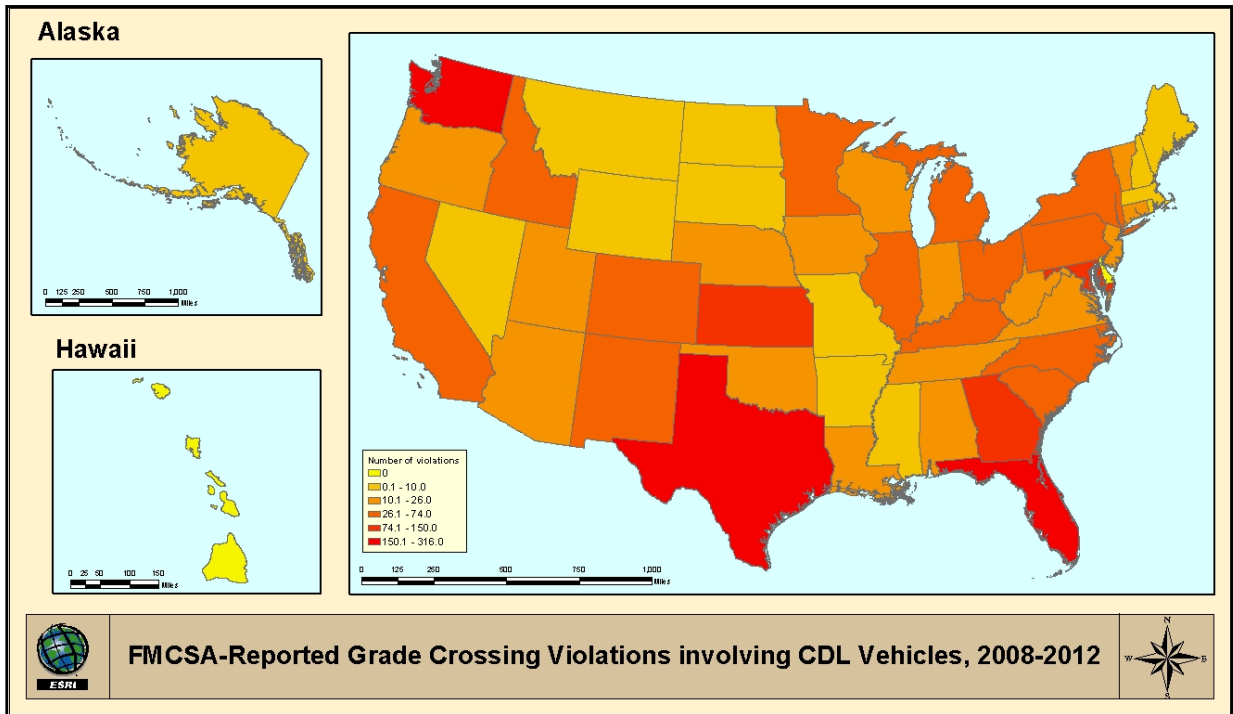 Alaska
0 125 250 500 750 1,000
Miles
Hawaii
0 25 50 100 150
Miles
Number of violations
0
0.1 - 10.0
10.1 - 26.0
26.1 - 74.0
74.1 - 150.0
150.1 - 316.0
0 125 250 500 750 1,000
Miles
ESRI
FMCSA-Reported Grade Crossing Violations involving CDL Vehicles, 2008-2012
N
W E
S